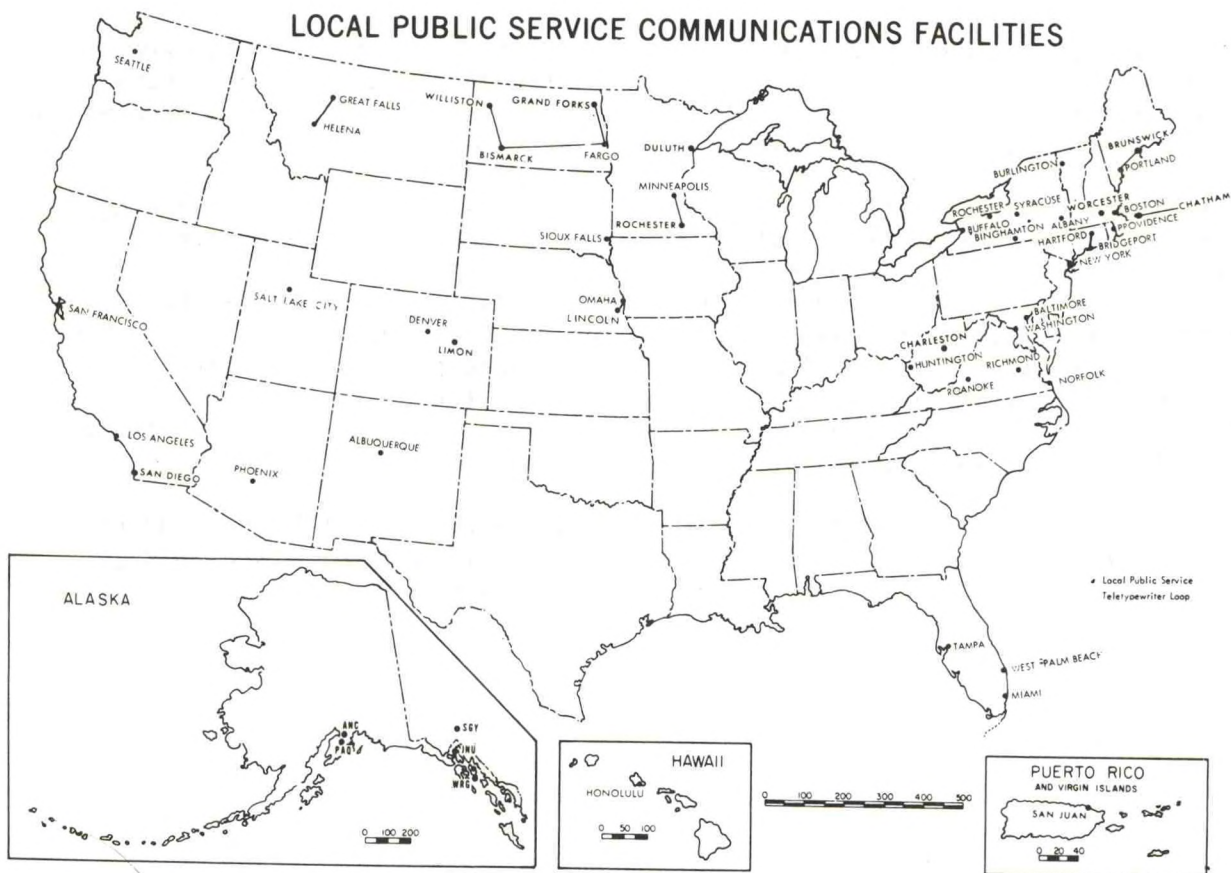 LOCAL PUBLIC SERVICE COMMUNICATIONS FACILITIES
SEATTLE
GREAT FALLS
HELENA
WILLISTON
GRAND FORKS
BISMARCK
FARGO
DULUTH
MINNEAPOLIS
ROCHESTER
SIOUX FALLS
BRUNSWICK
PORTLAND
BURLINGTON
ROCHESTER
SYRACUSE
WORCESTER
BOSTON
CHATHAM
BUFFALO
BINGHAMTON
ALBANY
PROVIDENCE
HARTFORD
BRIDGEPORT
NEW YORK
SALT LAKE CITY
OMAHA
LINCOLN
SAN FRANCISCO
DENVER
LIMON
BALTIMORE
WASHINGTON
CHARLESTON
HUNTINGTON
RICHMOND
ROANOKE
NORFOLK
LOS ANGELES
SAN DIEGO
PHOENIX
ALBUQUERQUE
Local Public Service
Teletypewriter Loop
TAMPA
WEST PALM BEACH
MIAMI
ALASKA
ANC
PAQ
SGY
JNU
WRG
0 100 200
HAWAII
HONOLULU
0 50 100
0 100 200 300 400 500
PUERTO RICO
AND VIRGIN ISLANDS
SAN JUAN
0 20 40